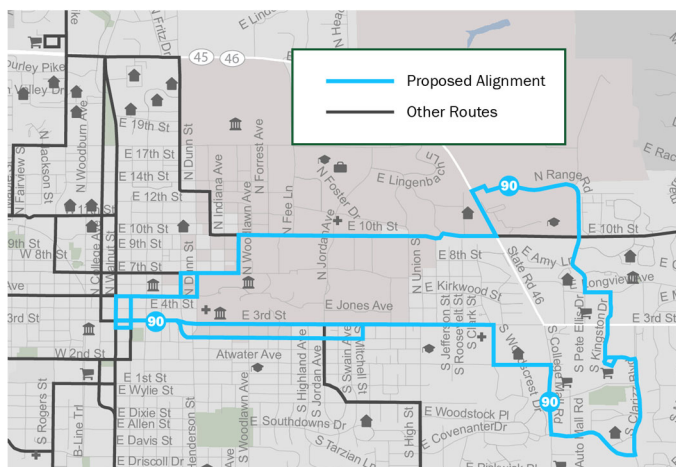 Proposed Alignment
Other Routes
N Fritz Dr
E Linde
N Head
urley Pike
n Valley Dr
45
46
N Woodburn Ave
N Jackson St
N Fairview St
E 19th St
E 17th St
E 14th St
E 12th St
N Dunn St
N Indiana Ave
N Forrest Ave
N Woodlawn Ave
N Fee Ln
N Foster Dr
E Lingenbach
Ln
N Range Rd
E Rac
90
E 10th St
E 10th St
E 10th St
E 9th St
9th St
W 8th St
E 7th St
N College Ave
N Walnut St
N Dunn St
N Jordan Ave
N Union St
E 8th St
State Rd 46
E Amy Ln
E Longview Ave
E Kirkwood St
E 4th St
E Jones Ave
E 3rd St
E 3rd St
3rd St
90
W 2nd St
Atwater Ave
E 1st St
E Wylie St
E Dixie St
E Allen St
E Davis St
E Driscoll Dr
S Rogers St
B-Line Trl
Henderson St
S Woodlawn Ave
S Highland Ave
S Jordan Ave
S Swain Ave
S Mitchell St
S High St
S Jefferson St
S Roosevelt St
S Clark St
S College Mall Rd
S Pete Ellis Dr
S Kingston Dr
S Clarizz Blvd
Auto Mall Rd
E Woodstock Pl
E Covenanter Dr
E Southdowns Dr
S Tarzian Ln
90